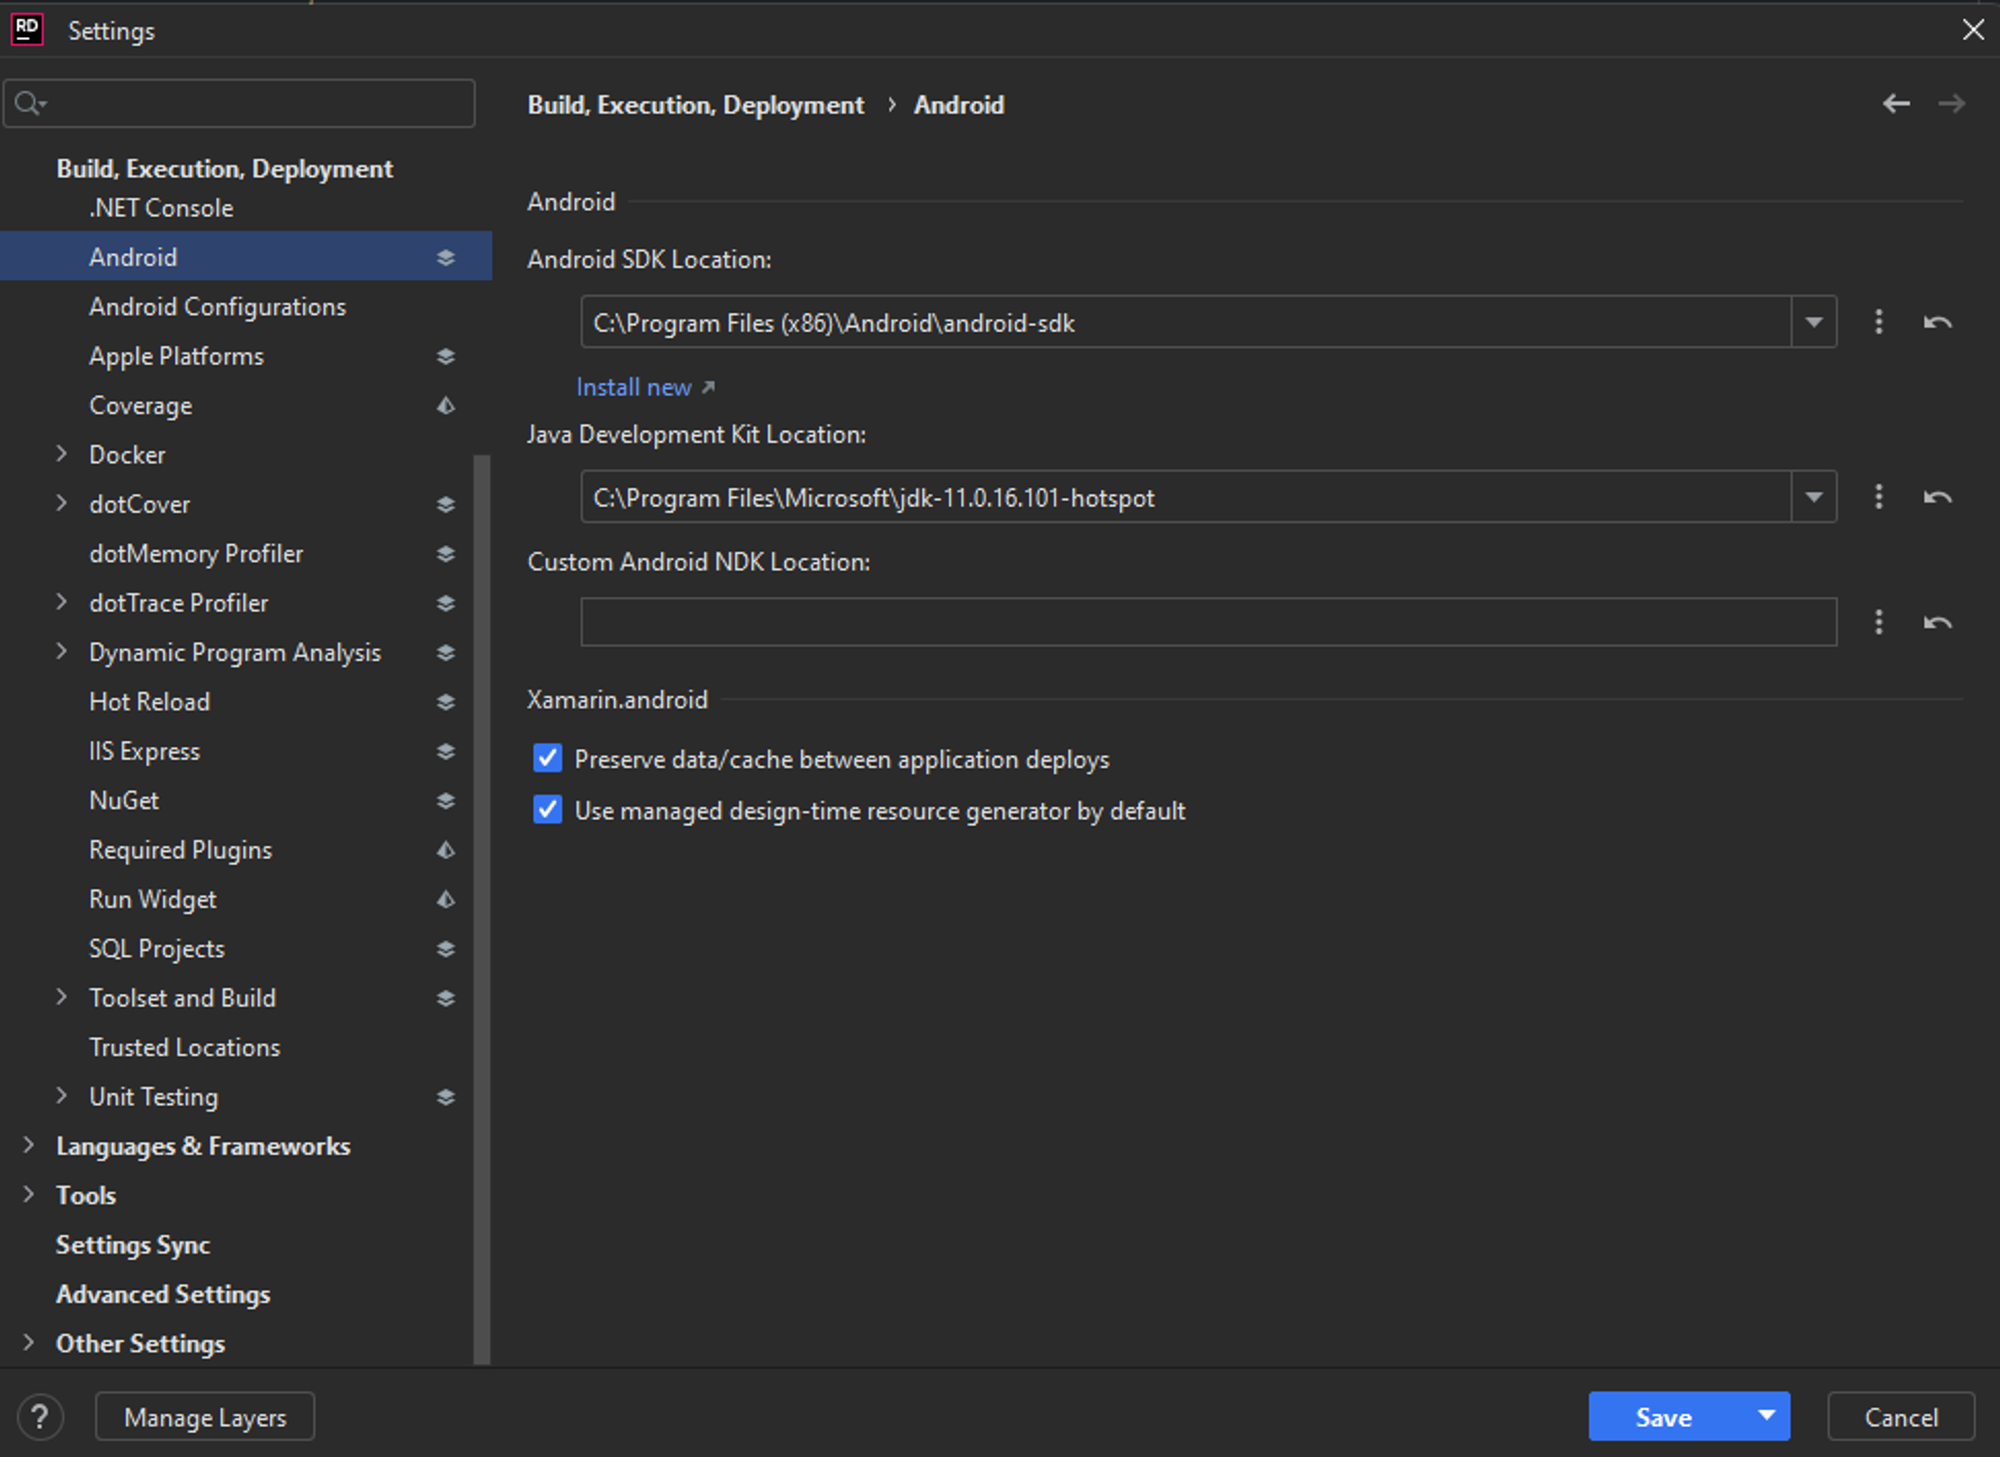 RD
Settings
Build, Execution, Deployment › Android
Build, Execution, Deployment
.NET Console
Android
Android Configurations
Apple Platforms
Coverage
Docker
dotCover
dotMemory Profiler
dotTrace Profiler
Dynamic Program Analysis
Hot Reload
IIS Express
NuGet
Required Plugins
Run Widget
SQL Projects
Toolset and Build
Trusted Locations
Unit Testing
Languages & Frameworks
Tools
Settings Sync
Advanced Settings
Other Settings
Android
Android SDK Location:
C:\Program Files (x86)\Android\android-sdk
Install new
Java Development Kit Location:
C:\Program Files\Microsoft\jdk-11.0.16.101-hotspot
Custom Android NDK Location:
Xamarin.android
Preserve data/cache between application deploys
Use managed design-time resource generator by default
?
Manage Layers
Save
Cancel